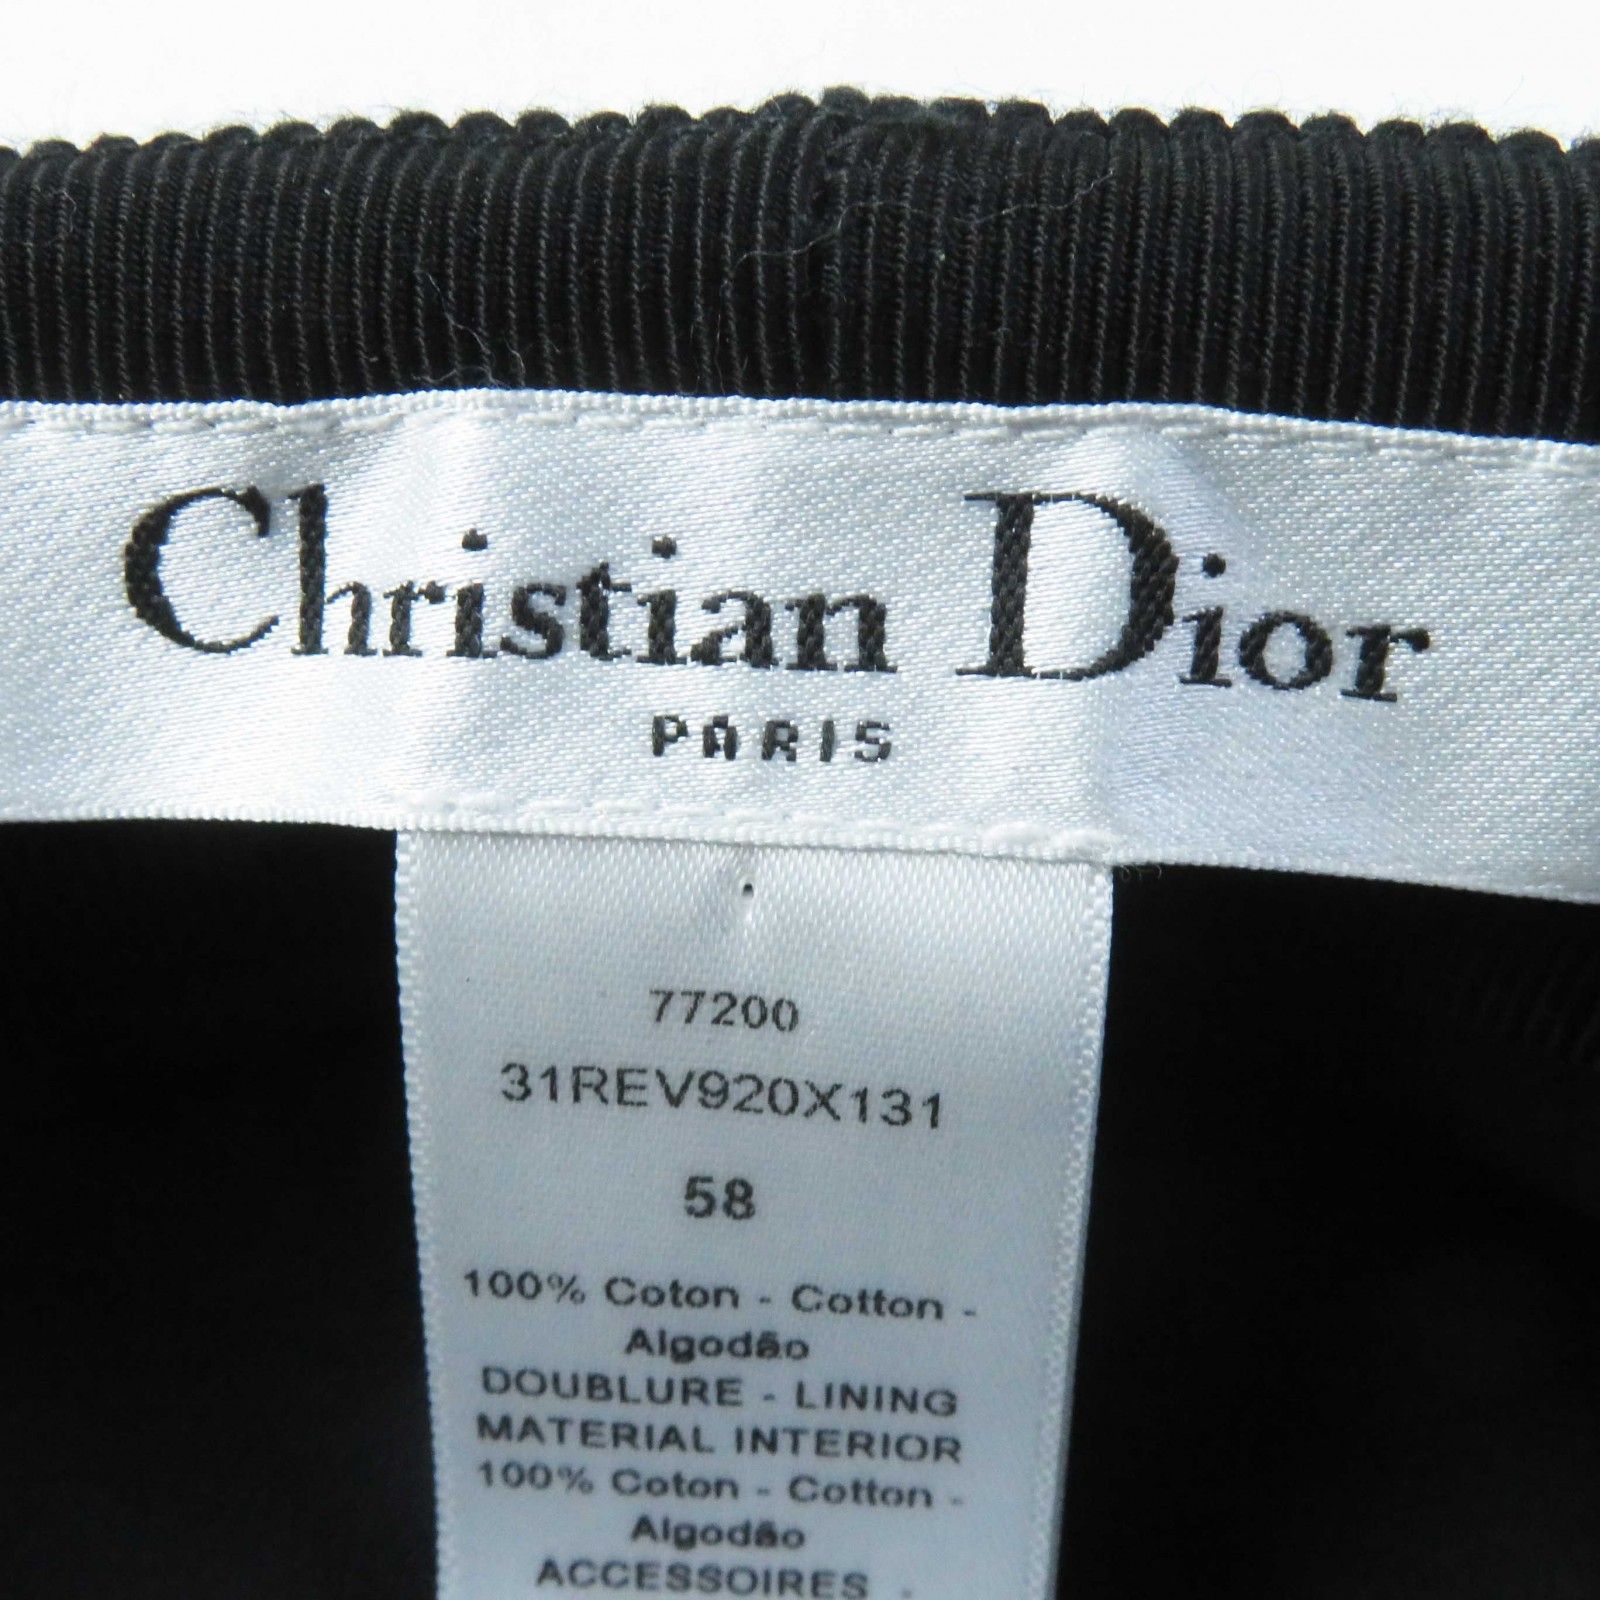 Christian Dior
PARIS
77200
31REV920X131
58
100% Coton - Cotton -
Algodão
DOUBLURE - LINING
MATERIAL INTERIOR
100% Coton - Cotton -
Algodão
ACCESSOIRES -